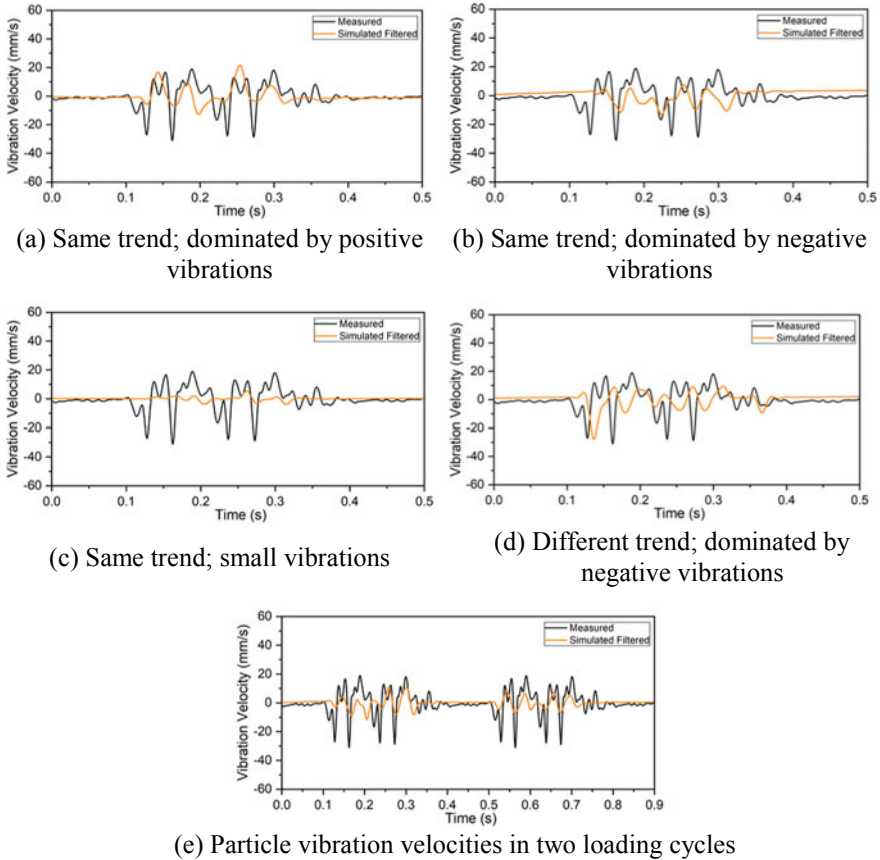 Vibration Velocity (mm/s)
60
40
20
0
-20
-40
-60
Measured
Simulated Filtered
0.0 0.1 0.2 0.3 0.4 0.5
Time (s)
(a) Same trend; dominated by positive
vibrations
Vibration Velocity (mm/s)
60
40
20
0
-20
-40
-60
Measured
Simulated Filtered
0.0 0.1 0.2 0.3 0.4 0.5
Time (s)
(b) Same trend; dominated by negative
vibrations
Vibration Velocity (mm/s)
60
40
20
0
-20
-40
-60
Measured
Simulated Filtered
0.0 0.1 0.2 0.3 0.4 0.5
Time (s)
(c) Same trend; small vibrations
Vibration Velocity (mm/s)
60
40
20
0
-20
-40
-60
Measured
Simulated Filtered
0.0 0.1 0.2 0.3 0.4 0.5
Time (s)
(d) Different trend; dominated by
negative vibrations
Vibration Velocity (mm/s)
60
40
20
0
-20
-40
-60
Measured
Simulated Filtered
0.0 0.1 0.2 0.3 0.4 0.5 0.6 0.7 0.8 0.9
Time (s)
(e) Particle vibration velocities in two loading cycles